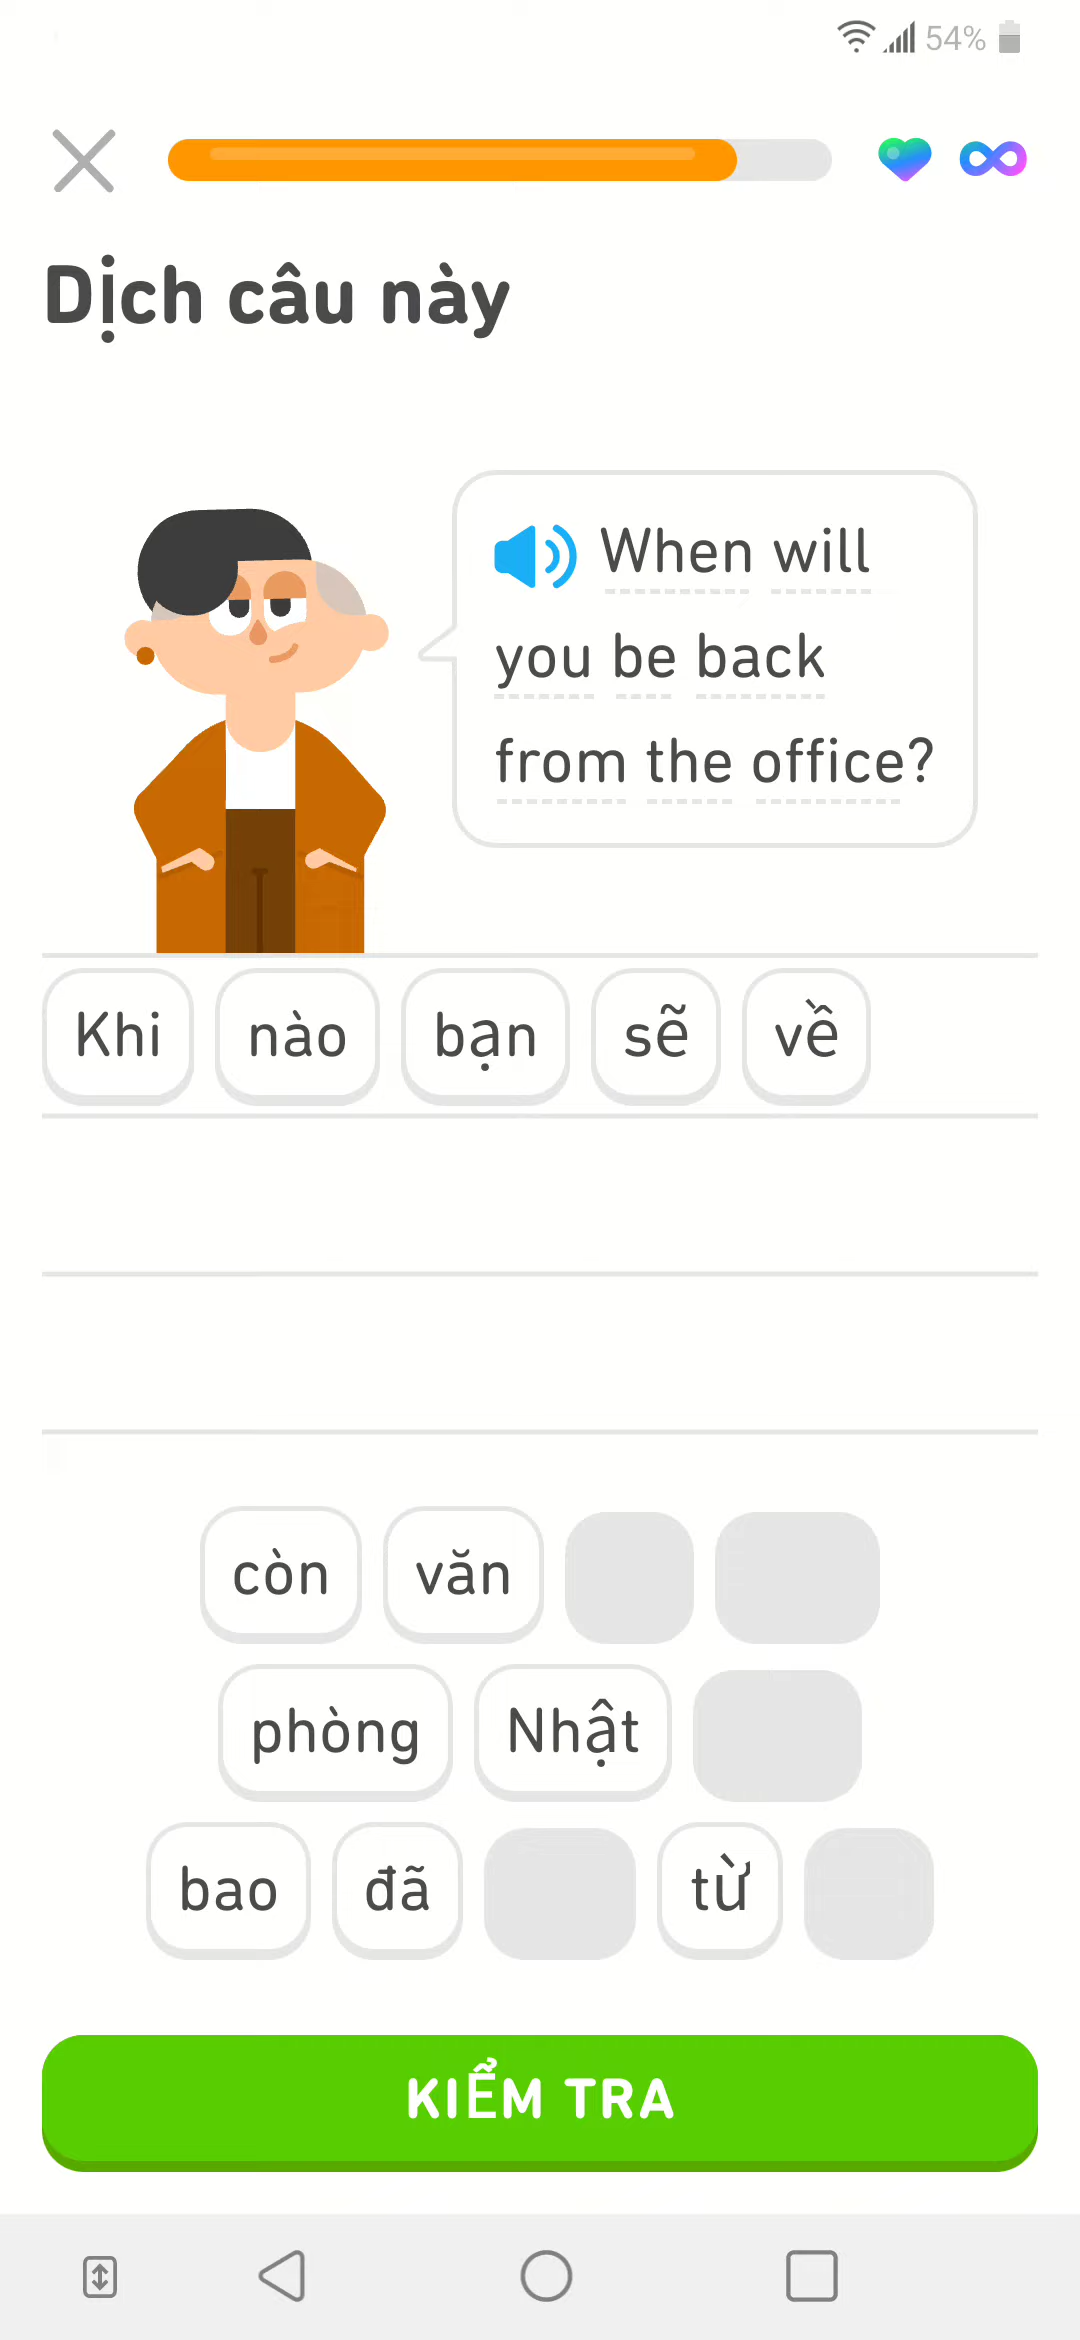 54%
Dịch câu này
When will
you be back
from the office?
Khi nào bạn sẽ về
còn văn
phòng Nhật
bao đã từ
KIỂM TRA